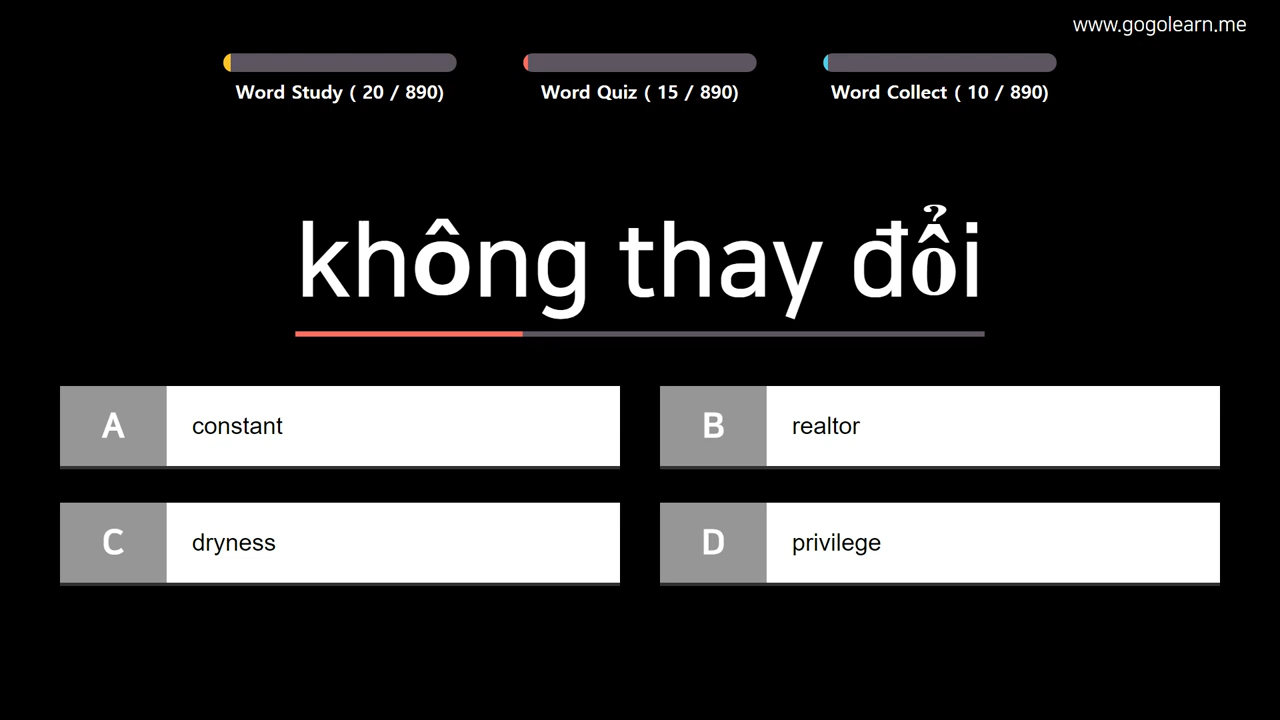 www.gogolearn.me
Word Study ( 20 / 890)
Word Quiz ( 15 / 890)
Word Collect ( 10 / 890)
không thay đổi
A constant
B realtor
C dryness
D privilege